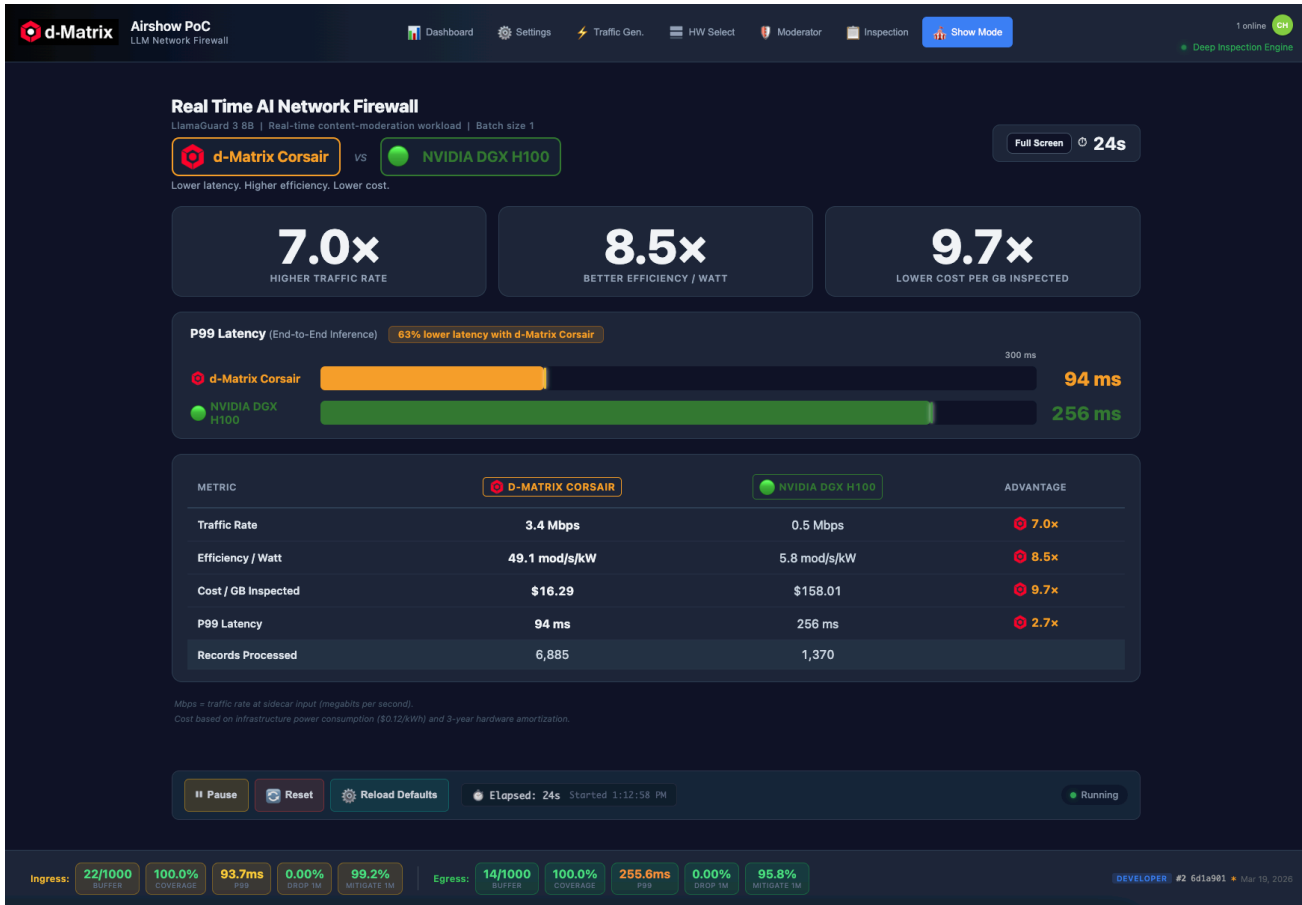 d-Matrix
Airshow PoC
LLM Network Firewall
Dashboard
Settings
Traffic Gen.
HW Select
Moderator
Inspection
Show Mode
1 online
CH
Deep Inspection Engine
Real Time AI Network Firewall
LlamaGuard 3 8B | Real-time content-moderation workload | Batch size 1
d-Matrix Corsair vs NVIDIA DGX H100
Lower latency. Higher efficiency. Lower cost.
Full Screen
24s
7.0×
HIGHER TRAFFIC RATE
8.5×
BETTER EFFICIENCY / WATT
9.7×
LOWER COST PER GB INSPECTED
P99 Latency (End-to-End Inference) 63% lower latency with d-Matrix Corsair
300 ms
d-Matrix Corsair 94 ms
NVIDIA DGX
H100
256 ms
METRIC D-MATRIX CORSAIR NVIDIA DGX H100 ADVANTAGE
Traffic Rate 3.4 Mbps 0.5 Mbps 7.0×
Efficiency / Watt 49.1 mod/s/kW 5.8 mod/s/kW 8.5×
Cost / GB Inspected $16.29 $158.01 9.7×
P99 Latency 94 ms 256 ms 2.7×
Records Processed 6,885 1,370
Mbps = traffic rate at sidecar input (megabits per second).
Cost based on infrastructure power consumption ($0.12/kWh) and 3-year hardware amortization.
Pause
Reset
Reload Defaults
Elapsed: 24s Started 1:12:58 PM
Running
Ingress:
22/1000
BUFFER
100.0%
COVERAGE
93.7ms
P99
0.00%
DROP 1M
99.2%
MITIGATE 1M
Egress:
14/1000
BUFFER
100.0%
COVERAGE
255.6ms
P99
0.00%
DROP 1M
95.8%
MITIGATE 1M
DEVELOPER #2 6d1a901 * Mar 19, 2026